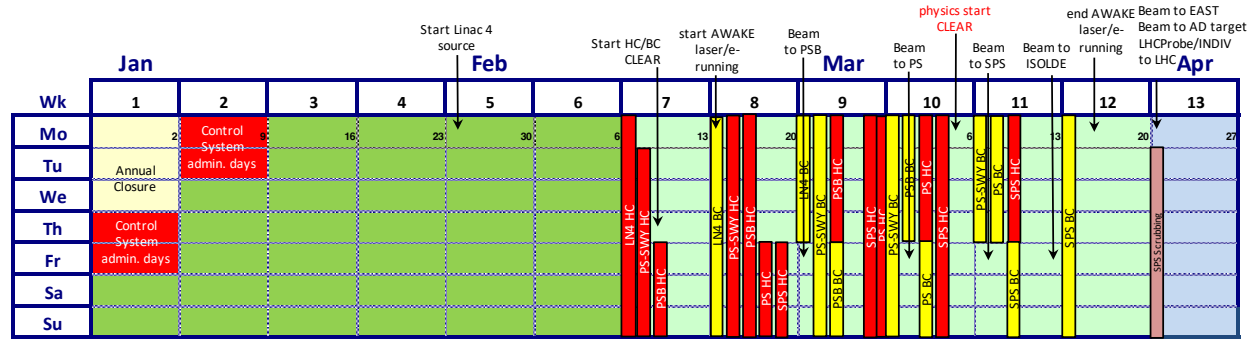 physics start
CLEAR
Start Linac 4
source
Start HC/BC
CLEAR
start AWAKE
laser/e-
running
Beam
to PSB
Beam
to PS
Beam
to SPS
Beam to
ISOLDE
end AWAKE
laser/e-
running
Beam to EAST
Beam to AD target
LHCProbe/INDIV
to LHC
Jan Feb Mar Apr
Wk 1 2 3 4 5 6 7 8 9 10 11 12 13
Mo 2 9 16 23 30 6 13 20 6 13 20 27
Tu
We
Th
Fr
Sa
Su
Annual
Closure
Control
System
admin. days
Control
System
admin. days
LN4 HC
PS-SWY HC
PSB HC
LN4 BC
PS-SWY HC
PSB HC
PS HC
SPS HC
LN4 BC
PS-SWY BC
PSB HC
PSB BC
SPS HC
PS HC
PS-SWY BC
PSB BC
PS HC
PS BC
SPS HC
PS-SWY BC
PS BC
SPS HC
SPS BC
SPS BC
SPS Scrubbing